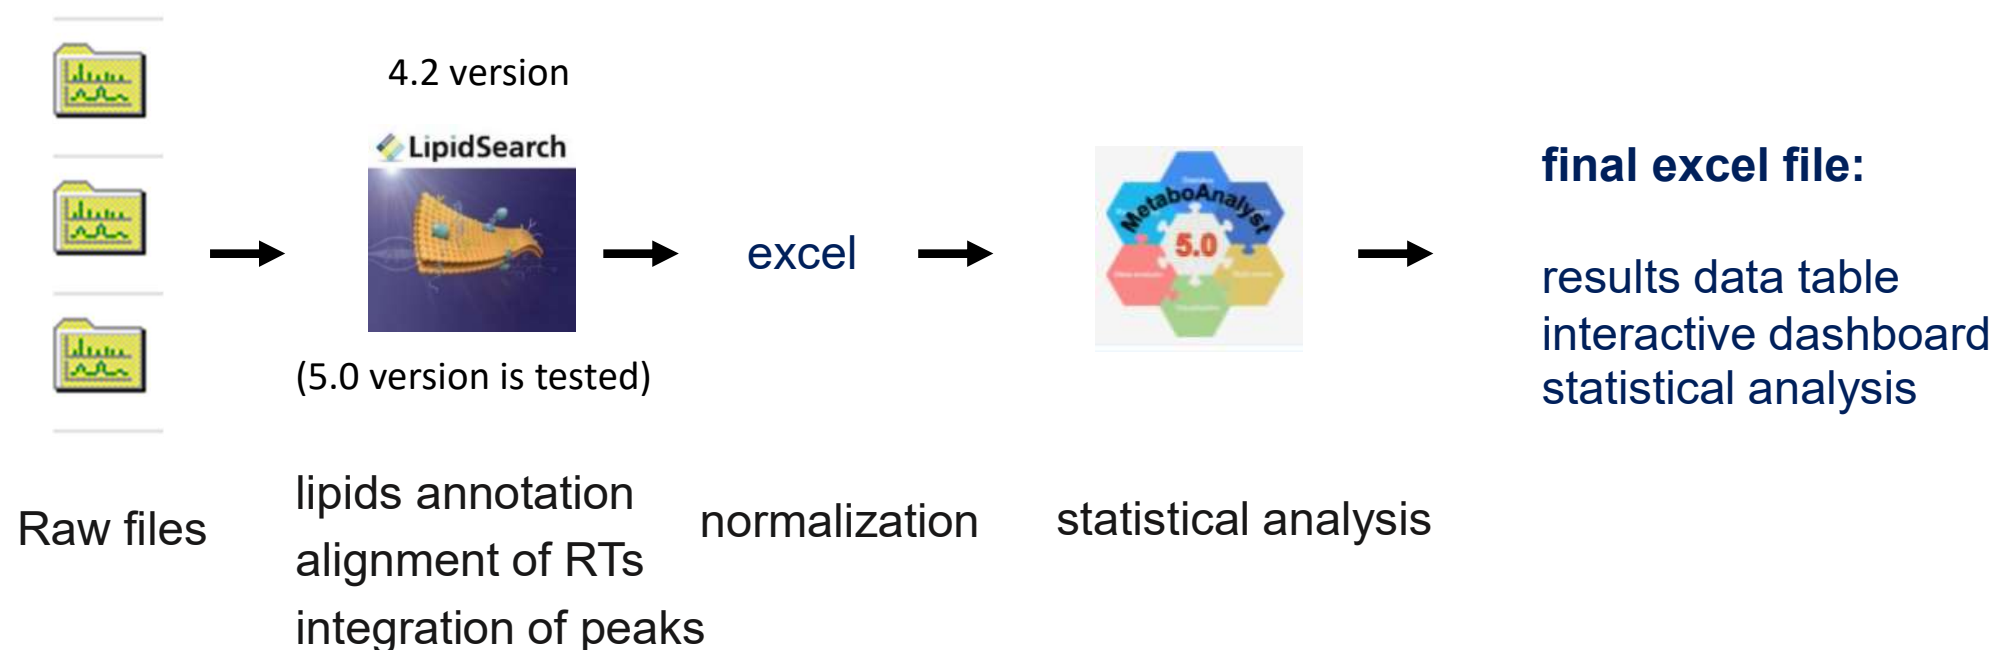 4.2 version
LipidSearch
(5.0 version is tested)
excel
MetaboAnalyst
5.0
final excel file:
results data table
interactive dashboard
statistical analysis
Raw files
lipids annotation
alignment of RTs
integration of peaks
normalization
statistical analysis